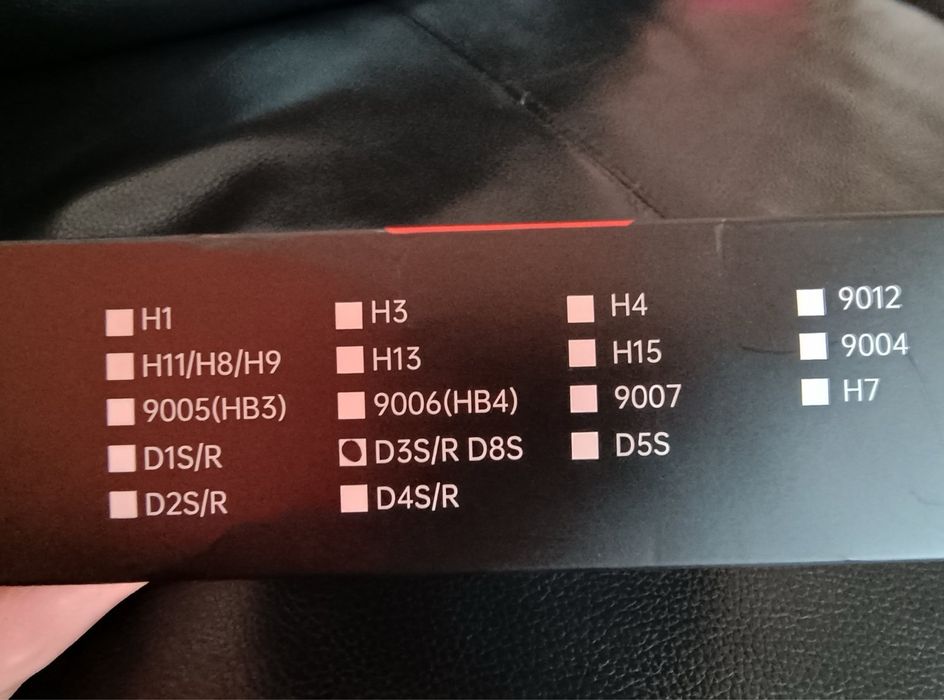 H1 H3 H4 9012
H11/H8/H9 H13 H15 9004
9005(HB3) 9006(HB4) 9007 H7
D1S/R D3S/R D8S D5S
D2S/R D4S/R